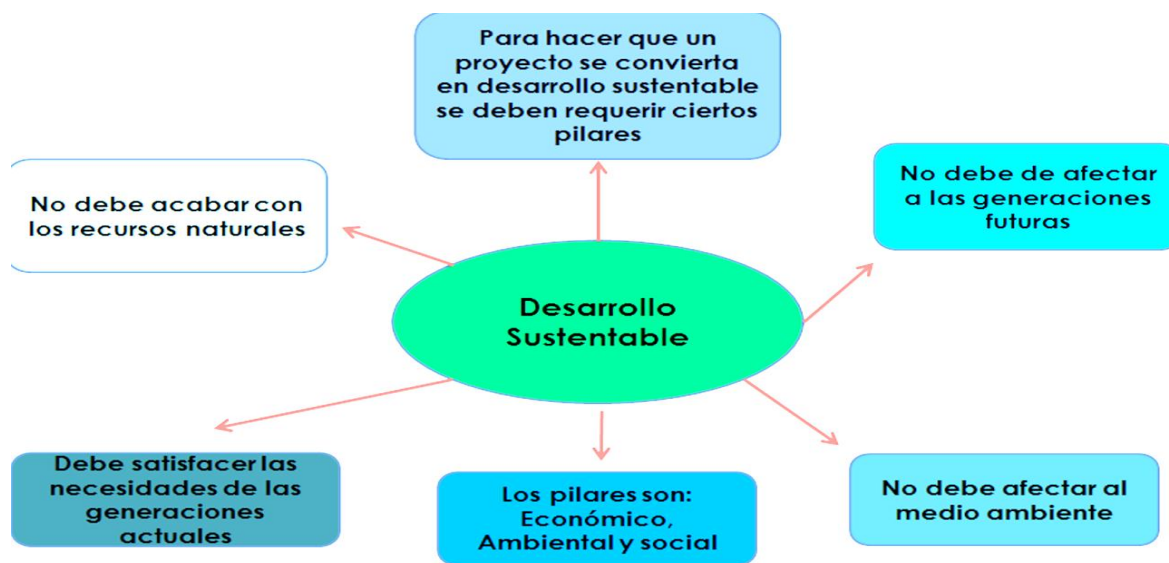 Para hacer que un
proyecto se convierta
en desarrollo sustentable
se deben requerir ciertos
pilares
No debe acabar con
los recursos naturales
No debe de afectar
a las generaciones
futuras
Desarrollo
Sustentable
Debe satisfacer las
necesidades de las
generaciones
actuales
Los pilares son:
Económico,
Ambiental y social
No debe afectar al
medio ambiente